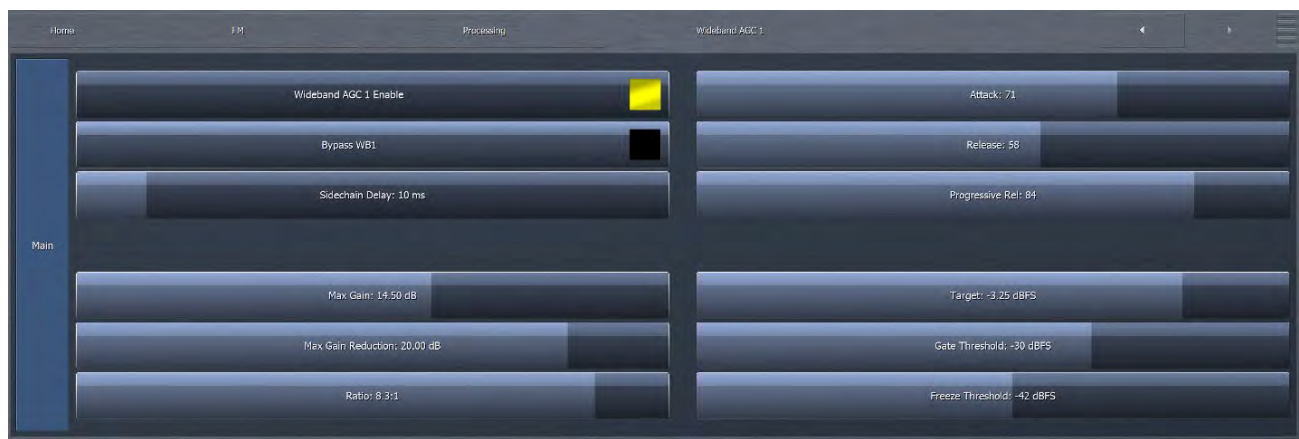 Home FM Processing Wideband AGC 1
Main
Wideband AGC 1 Enable
Bypass WB1
Sidechain Delay: 10 ms
Max Gain: 14.50 dB
Max Gain Reduction: 20.00 dB
Ratio: 8.3:1
Attack: 71
Release: 58
Progressive Rel: 84
Target: -3.25 dBFS
Gate Threshold: -30 dBFS
Freeze Threshold: -42 dBFS